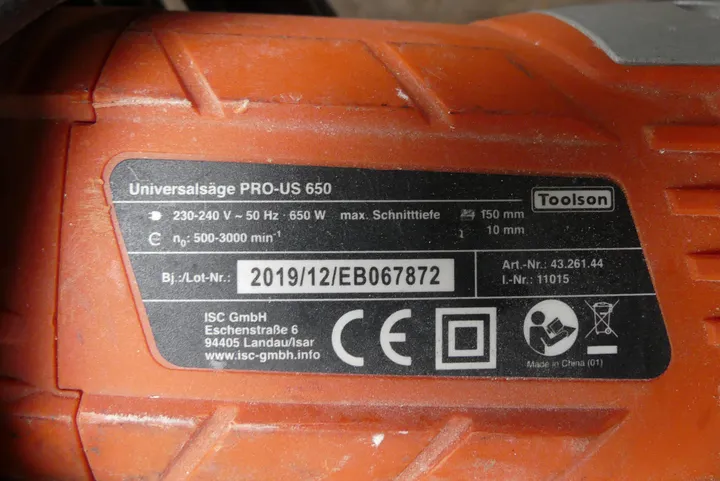 Universalsäge PRO-US 650
Toolson
230-240 V ~ 50 Hz · 650 W max. Schnitttiefe 150 mm
10 mm
n₀: 500-3000 min⁻¹
Bj.:/Lot-Nr.: 2019/12/EB067872
Art.-Nr.: 43.261.44
I.-Nr.: 11015
ISC GmbH
Eschenstraße 6
94405 Landau/Isar
www.isc-gmbh.info
CE
Made in China (01)